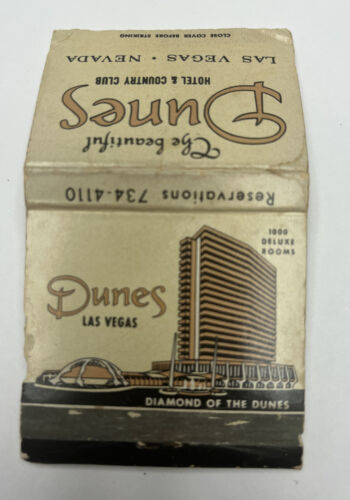 The beautiful
Dunes
HOTEL & COUNTRY CLUB
LAS VEGAS • NEVADA
CLOSE COVER BEFORE STRIKING
Reservations 734-4110
1000
DELUXE
ROOMS
Dunes
LAS VEGAS
DIAMOND OF THE DUNES